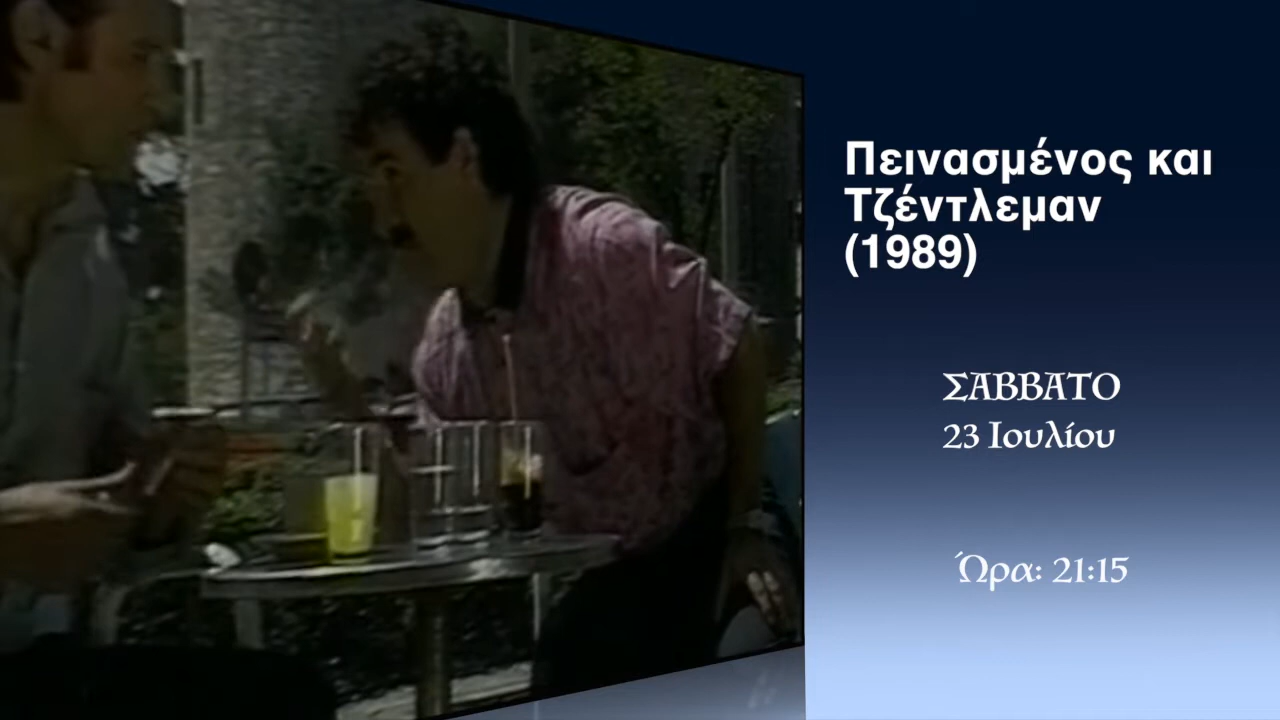 Πεινασμένος και
Τζέντλεμαν
(1989)
ΣΑΒΒΑΤΟ
23 Ιουλίου
Ώρα: 21:15